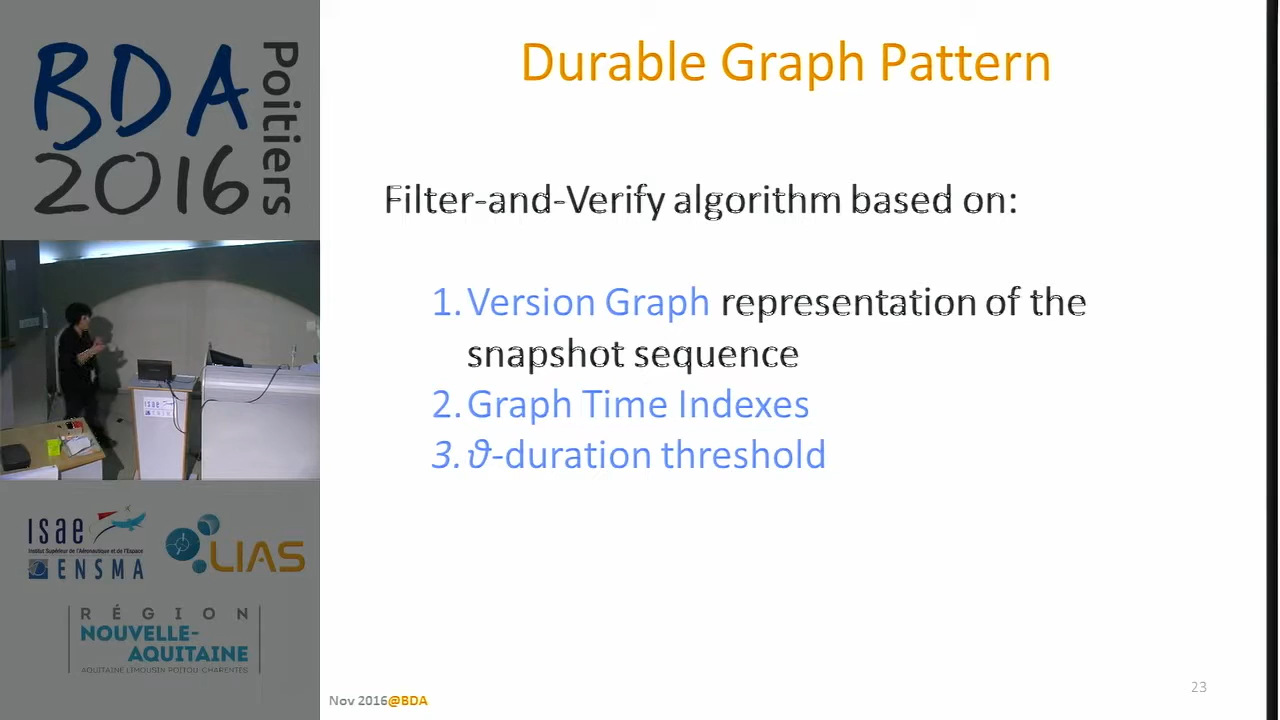 BDA
2016
Poitiers
isae
Institut Supérieur de l'Aéronautique et de l'Espace
ENSMA
LIAS
RÉGION
NOUVELLE-
AQUITAINE
AQUITAINE LIMOUSIN POITOU-CHARENTES
Durable Graph Pattern
Filter-and-Verify algorithm based on:
1. Version Graph representation of the
snapshot sequence
2. Graph Time Indexes
3. ϑ-duration threshold
Nov 2016@BDA
23